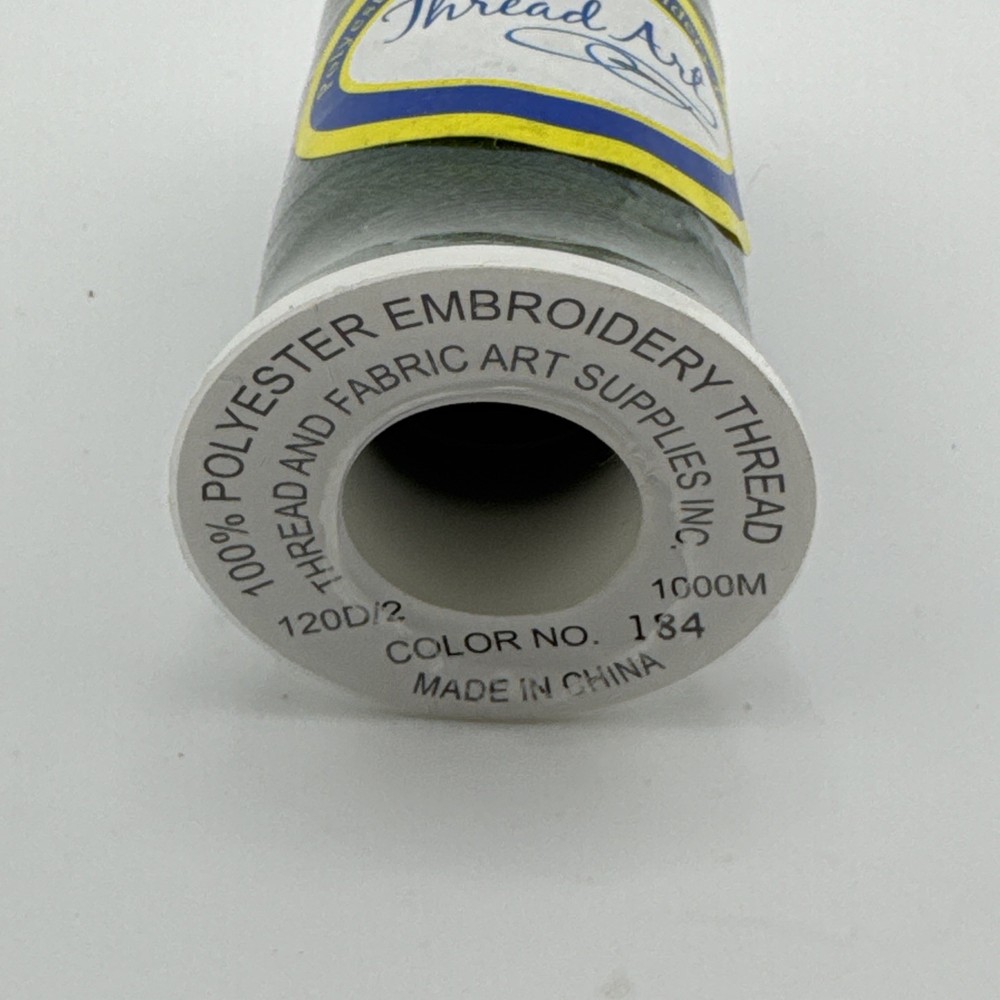 Thread Art
100% POLYESTER EMBROIDERY THREAD
THREAD AND FABRIC ART SUPPLIES INC.
120D/2
1000M
COLOR NO. 184
MADE IN CHINA